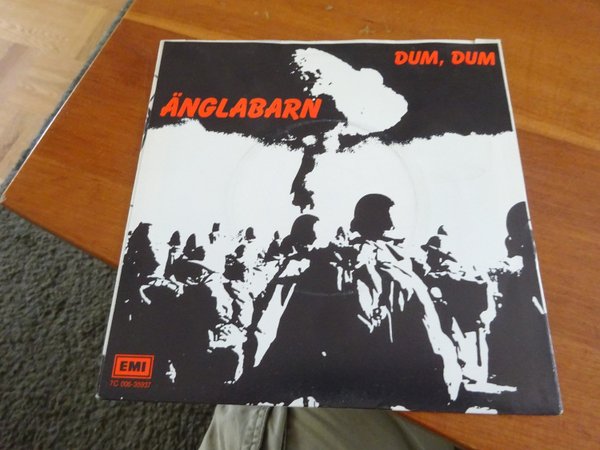 DUM, DUM
ÄNGLABARN
EMI
7C 006-35937